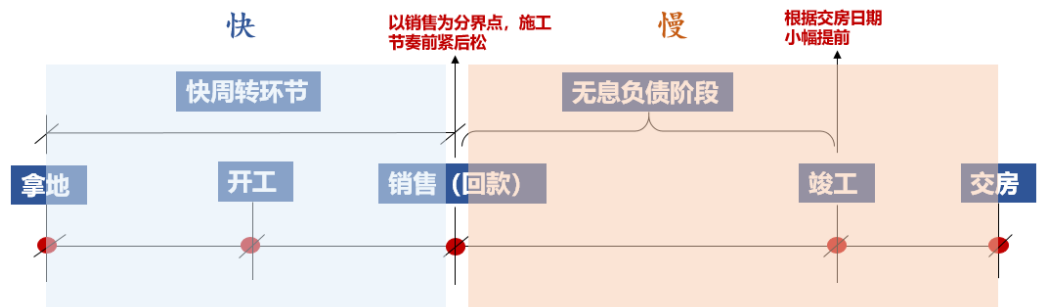 快
以销售为分界点，施工
节奏前紧后松
慢
根据交房日期
小幅提前
快周转环节
无息负债阶段
拿地
开工
销售（回款）
竣工
交房